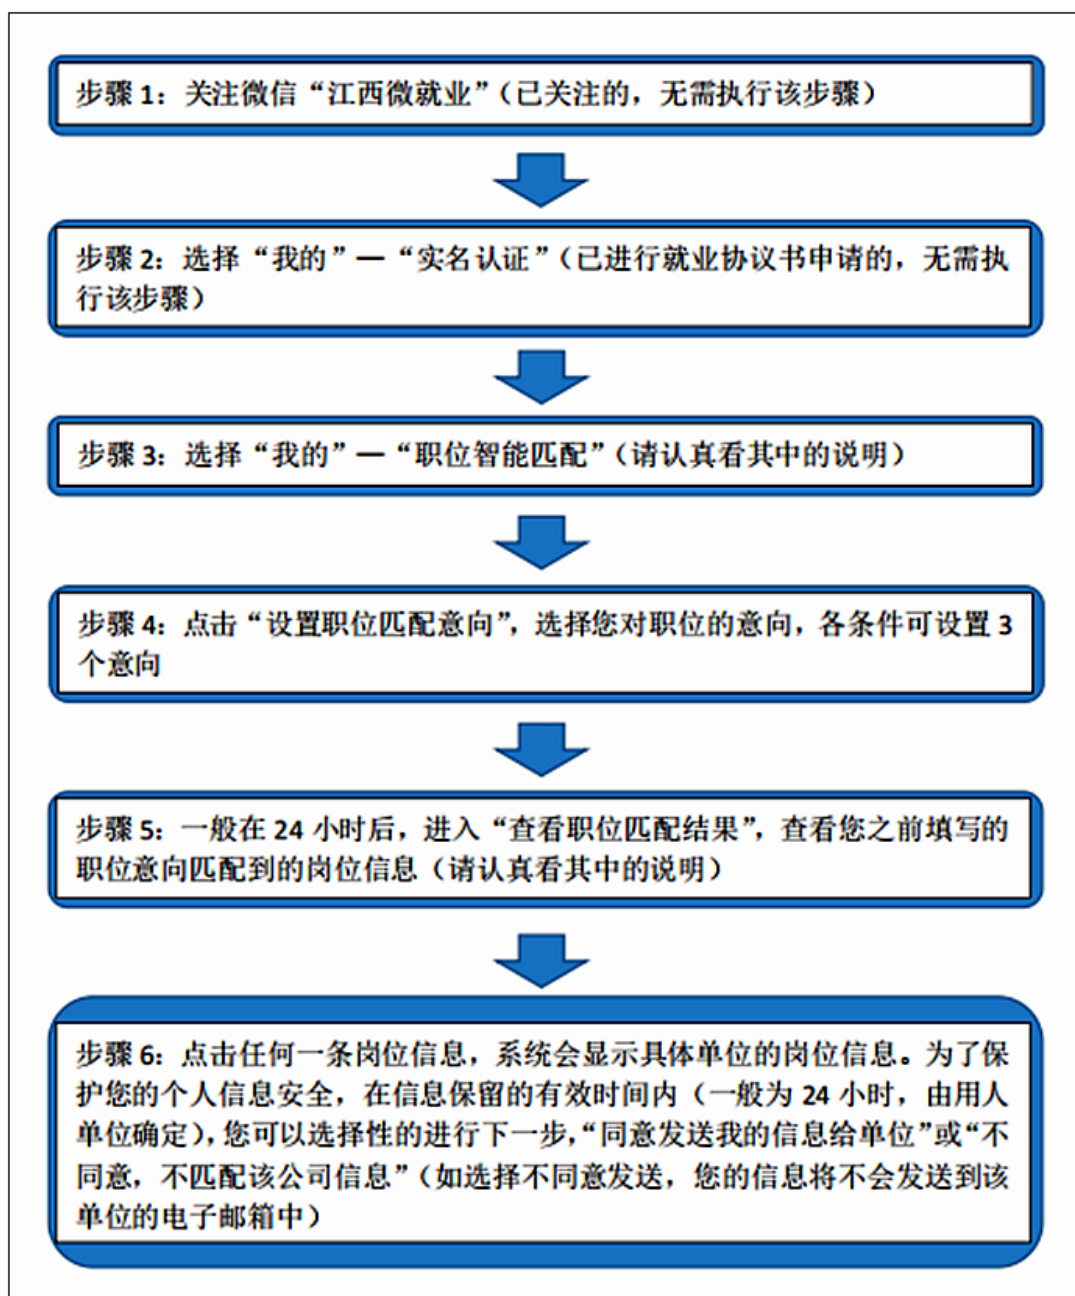 步骤 1：关注微信“江西微就业”（已关注的，无需执行该步骤）
步骤 2：选择“我的”—“实名认证”（已进行就业协议书申请的，无需执
行该步骤）
步骤 3：选择“我的”—“职位智能匹配”（请认真看其中的说明）
步骤 4：点击“设置职位匹配意向”，选择您对职位的意向，各条件可设置 3
个意向
步骤 5：一般在 24 小时后，进入“查看职位匹配结果”，查看您之前填写的
职位意向匹配到的岗位信息（请认真看其中的说明）
步骤 6：点击任何一条岗位信息，系统会显示具体单位的岗位信息。为了保
护您的个人信息安全，在信息保留的有效时间内（一般为 24 小时，由用人
单位确定），您可以选择性的进行下一步，“同意发送我的信息给单位”或“不
同意，不匹配该公司信息”（如选择不同意发送，您的信息将不会发送到该
单位的电子邮箱中）